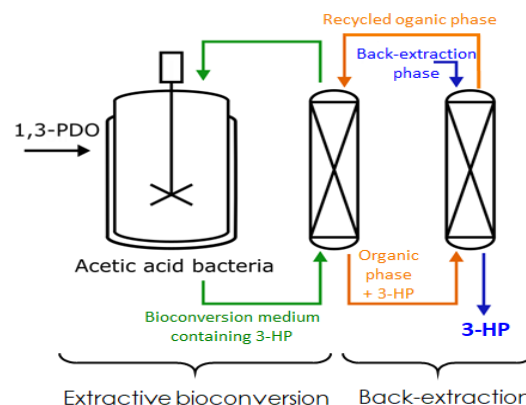 Recycled oganic phase
Back-extraction
phase
1,3-PDO
Acetic acid bacteria
Organic
phase
+ 3-HP
Bioconversion medium
containing 3-HP
3-HP
Extractive bioconversion
Back-extraction